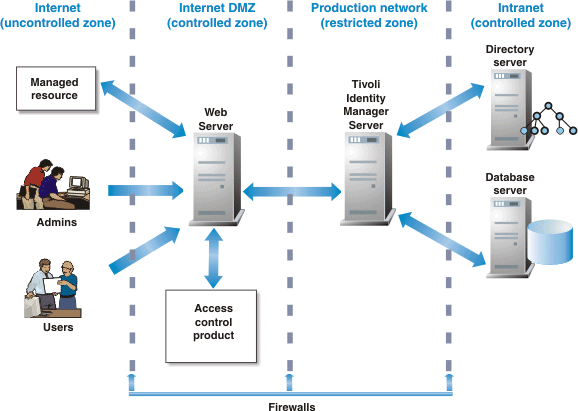 Internet
(uncontrolled zone)
Internet DMZ
(controlled zone)
Production network
(restricted zone)
Intranet
(controlled zone)
Managed
resource
Web
Server
Tivoli
Identity
Manager
Server
Directory
server
Admins
Database
server
Users
Access
control
product
Firewalls